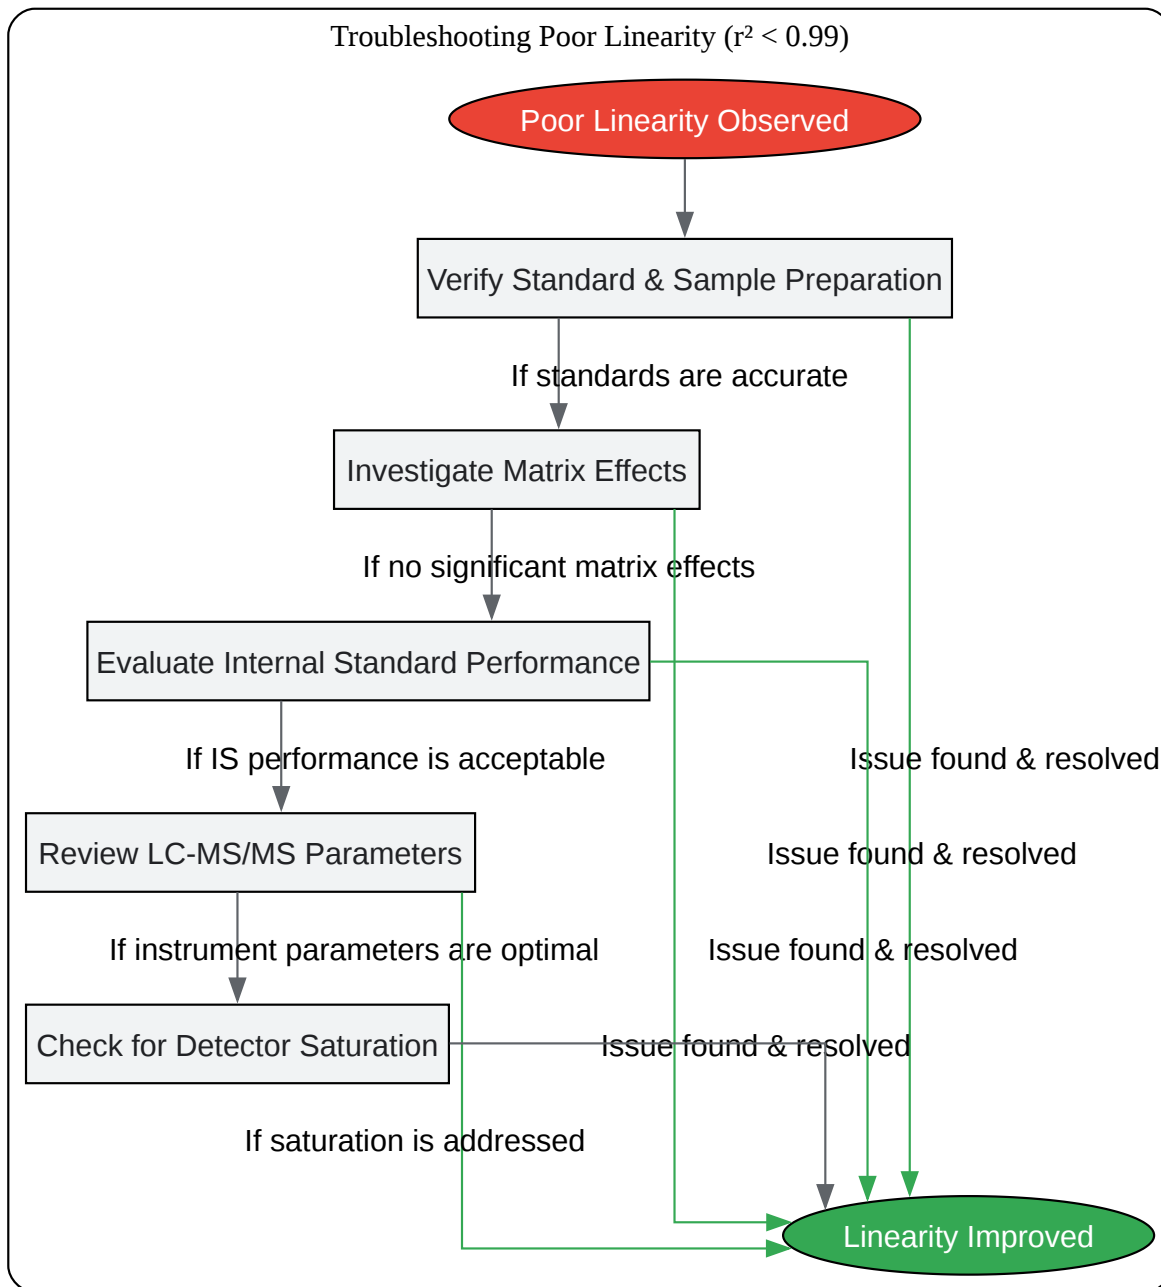 Troubleshooting Poor Linearity (r² < 0.99)
Poor Linearity Observed
Verify Standard & Sample Preparation
If standards are accurate
Investigate Matrix Effects
If no significant matrix effects
Evaluate Internal Standard Performance
If IS performance is acceptable
Issue found & resolved
Review LC-MS/MS Parameters
Issue found & resolved
If instrument parameters are optimal
Issue found & resolved
Check for Detector Saturation
Issue found & resolved
If saturation is addressed
Linearity Improved